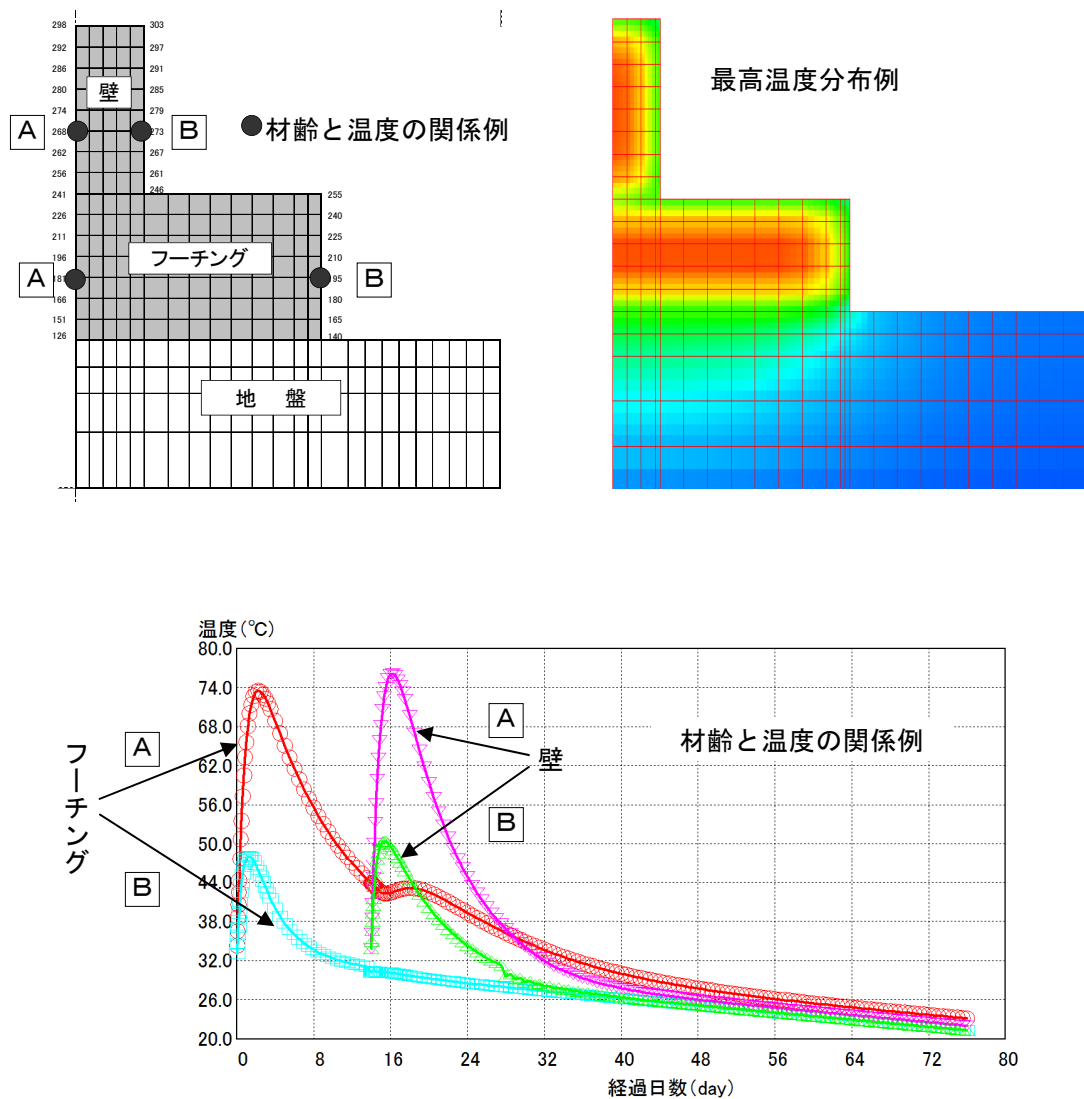 298 303
292 297
286 291
280 285
壁
274 279
A 268 273 B
●材齢と温度の関係例
262 267
256 261
246
241 255
226 240
211 225
196 210
フーチング
A 181 195 B
166 180
151 165
126 140
地 盤
最高温度分布例
温度(℃)
80.0
74.0
68.0
62.0
56.0
50.0
44.0
38.0
32.0
26.0
20.0
0 8 16 24 32 40 48 56 64 72 80
経過日数(day)
フーチング
A
B
A
壁
B
材齢と温度の関係例